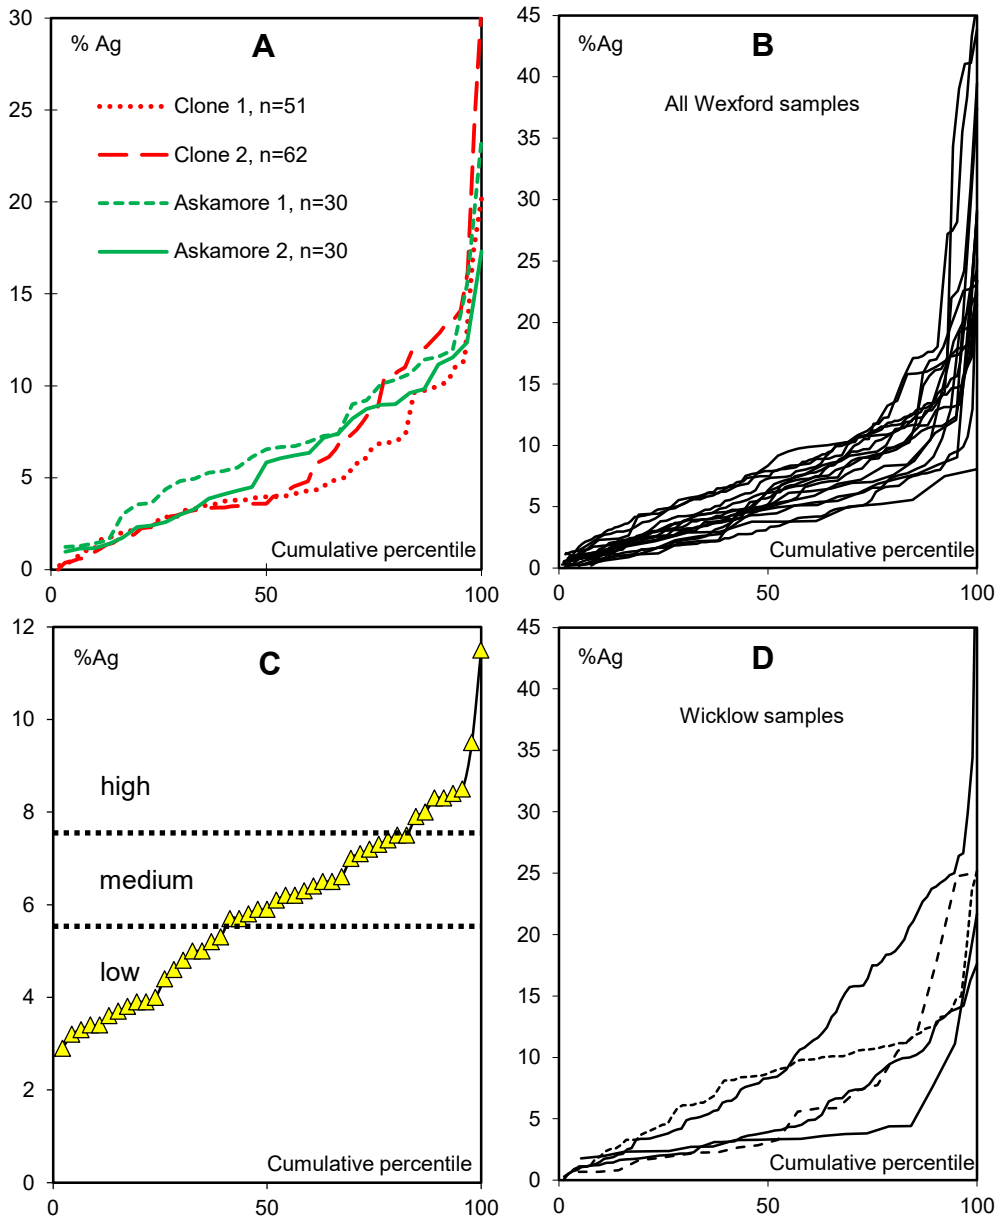 30
25
20
15
10
5
0
% Ag
A
Clone 1, n=51
Clone 2, n=62
Askamore 1, n=30
Askamore 2, n=30
Cumulative percentile
0
50
100
45
40
35
30
25
20
15
10
5
0
%Ag
B
All Wexford samples
Cumulative percentile
0
50
100
12
10
8
6
4
2
0
%Ag
C
high
medium
low
Cumulative percentile
0
50
100
45
40
35
30
25
20
15
10
5
0
%Ag
D
Wicklow samples
Cumulative percentile
0
50
100